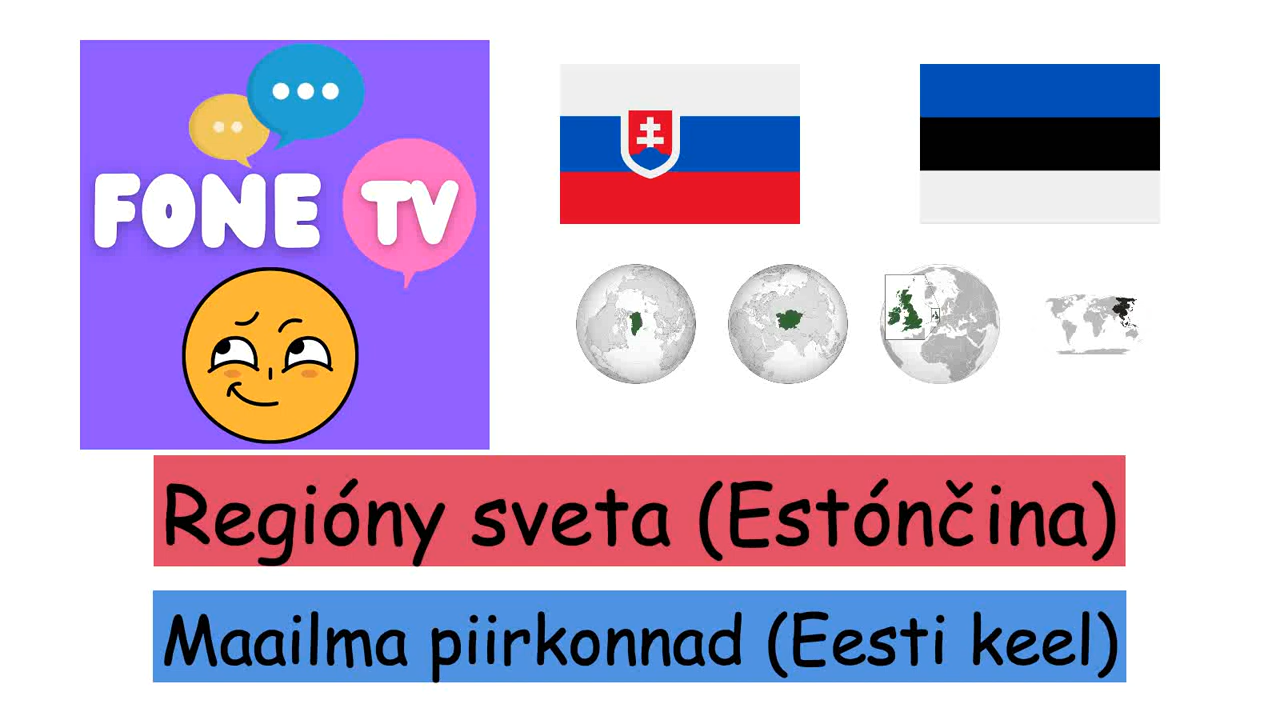 FONE TV
Regióny sveta (Estónčina)
Maailma piirkonnad (Eesti keel)